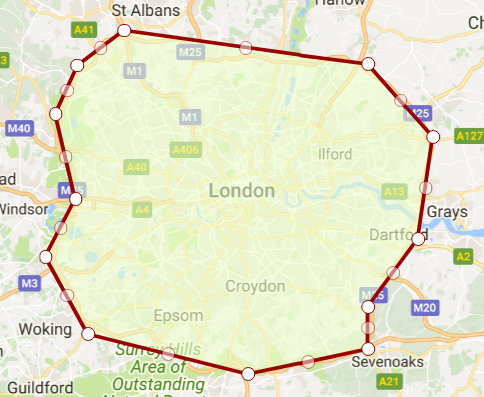 St Albans
Harlow
A41
Ch
M25
3
M1
M25
M1
M40
A127
A406
Ilford
A40
ad
London
A13
Windsor
A4
Grays
Dartford
A2
M3
Croydon
M20
Epsom
Woking
Surrey Hills
Area of
Outstanding
Sevenoaks
A21
Guildford